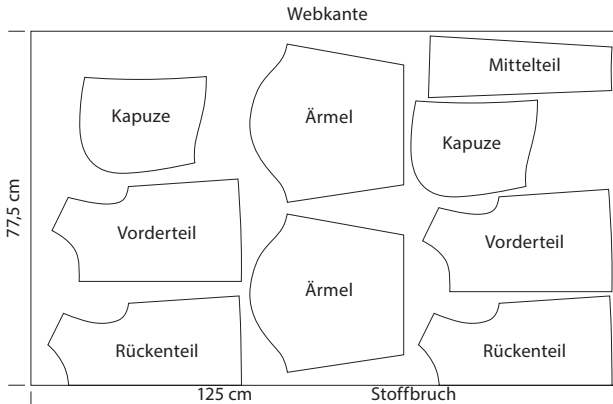 Webkante
Mittelteil
Kapuze
Ärmel
Kapuze
77,5 cm
Vorderteil
Vorderteil
Ärmel
Rückenteil
Rückenteil
125 cm
Stoffbruch